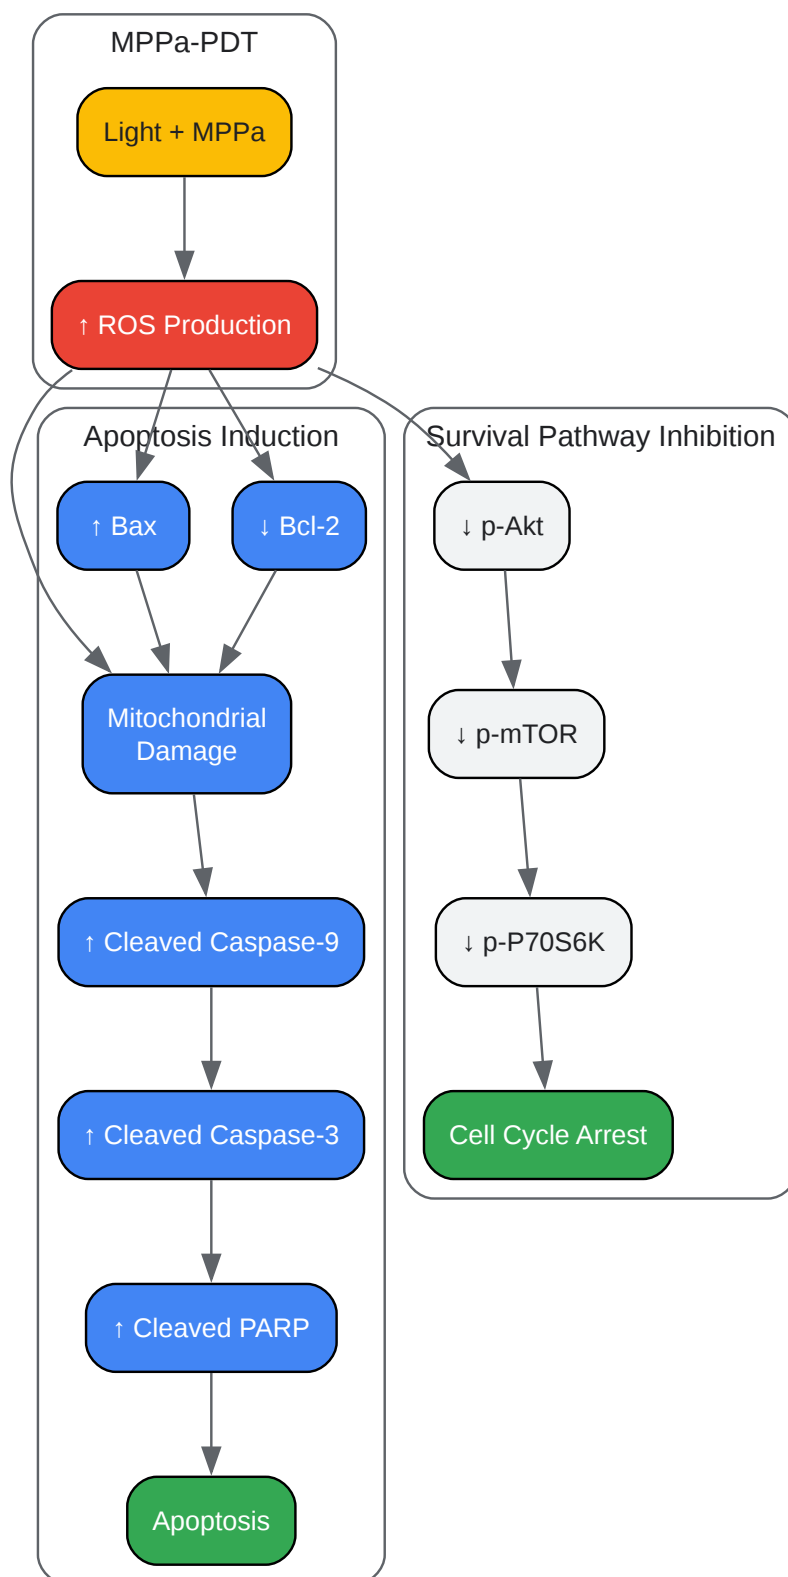 MPPa-PDT
Light + MPPa
↑ ROS Production
Apoptosis Induction
↑ Bax
↓ Bcl-2
Mitochondrial
Damage
↑ Cleaved Caspase-9
↑ Cleaved Caspase-3
↑ Cleaved PARP
Apoptosis
Survival Pathway Inhibition
↓ p-Akt
↓ p-mTOR
↓ p-P70S6K
Cell Cycle Arrest